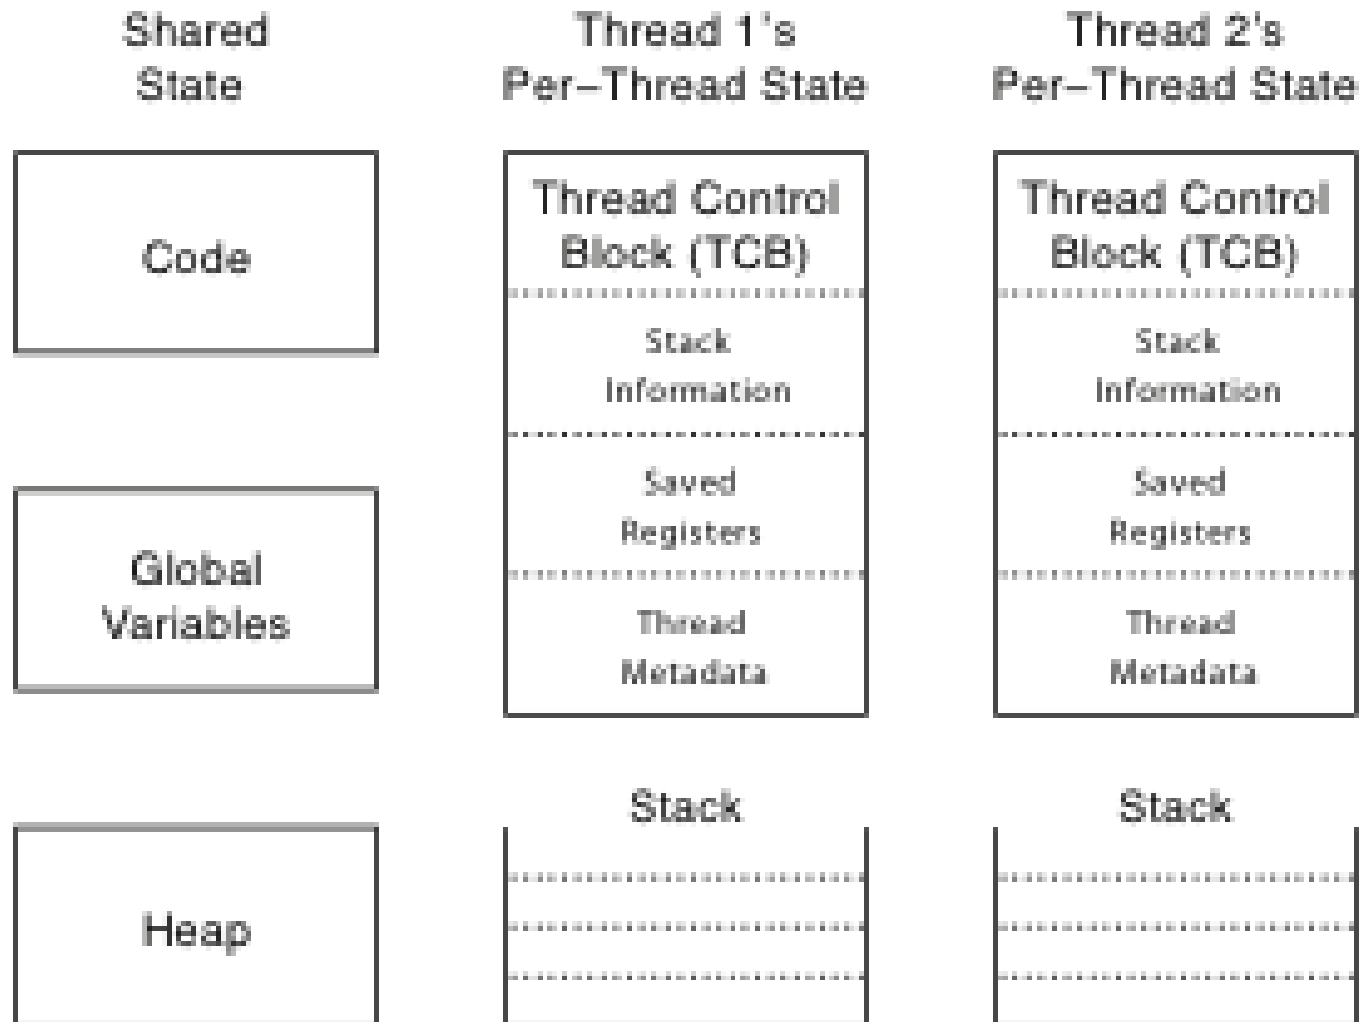 Shared
State
Thread 1's
Per-Thread State
Thread 2's
Per-Thread State
Code
Global
Variables
Heap
Thread Control
Block (TCB)
Stack
Information
Saved
Registers
Thread
Metadata
Stack
Thread Control
Block (TCB)
Stack
Information
Saved
Registers
Thread
Metadata
Stack